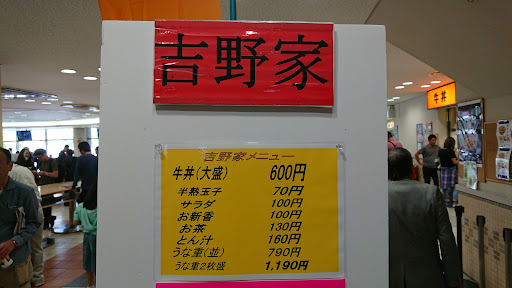 吉野家
牛丼
吉野家メニュー
牛丼(大盛) 600円
半熟玉子 70円
サラダ 100円
お新香 100円
お茶 130円
とん汁 160円
うな重(並) 790円
うな重2枚盛 1,190円